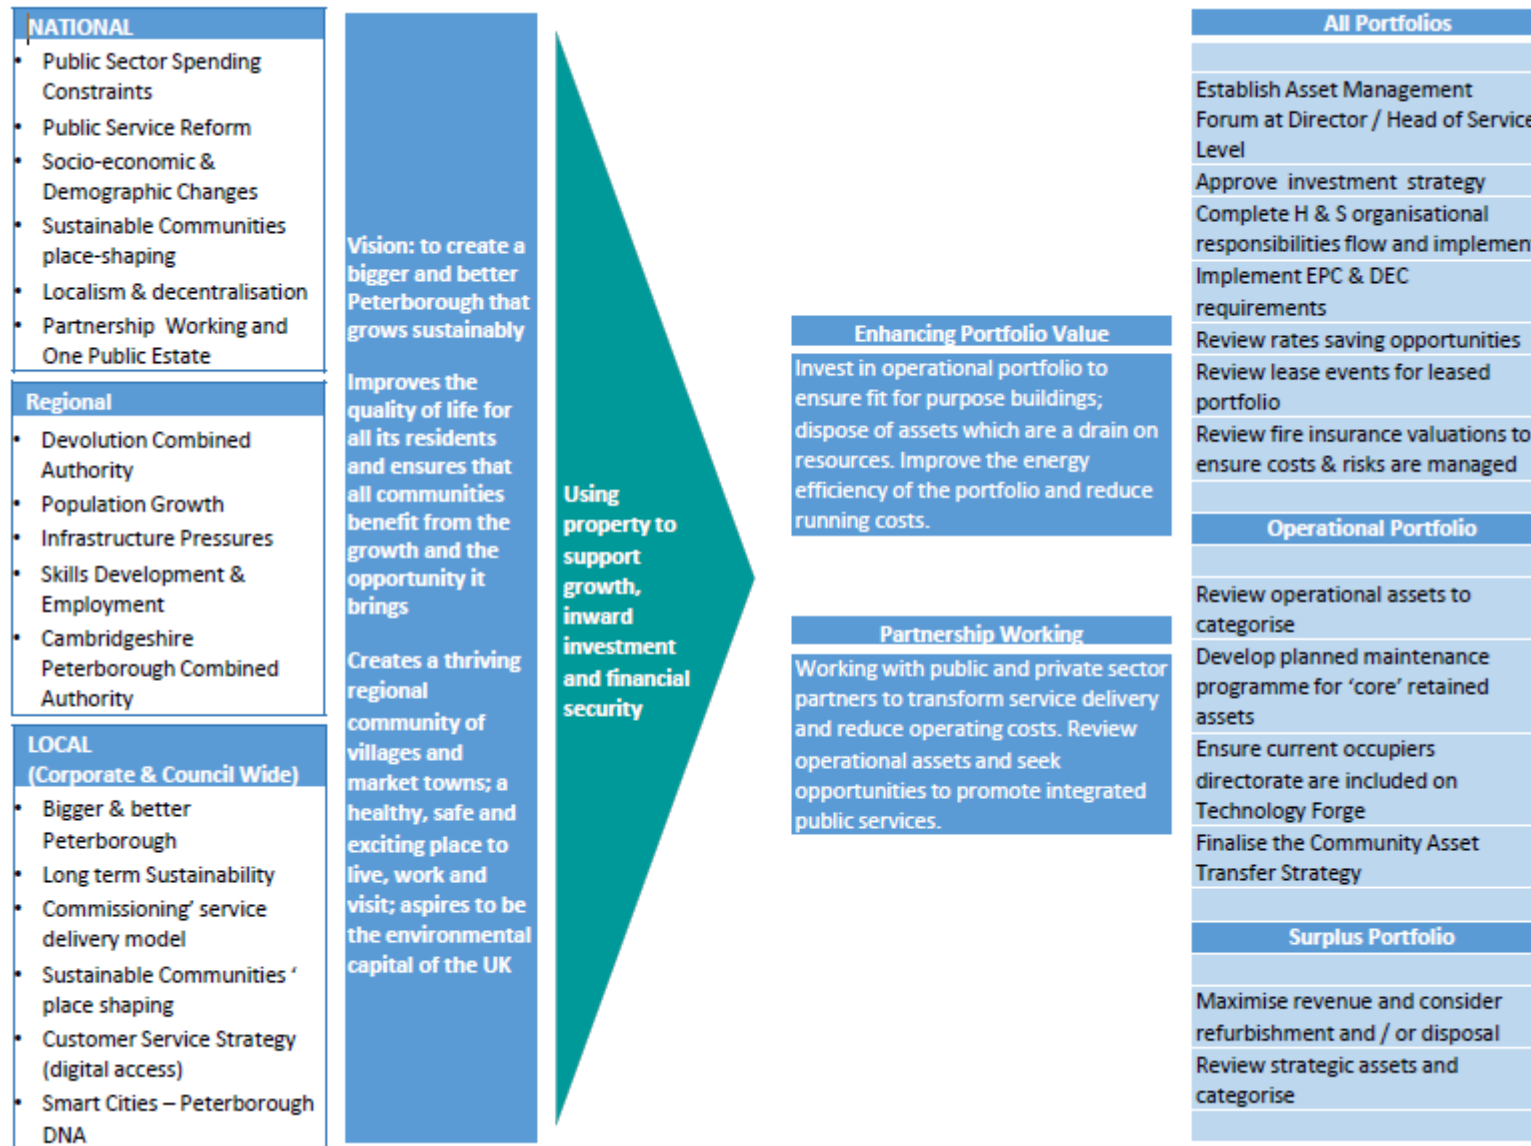 NATIONAL
• Public Sector Spending
Constraints
• Public Service Reform
• Socio-economic &
Demographic Changes
• Sustainable Communities
place-shaping
• Localism & decentralisation
• Partnership Working and
One Public Estate
Regional
• Devolution Combined
Authority
• Population Growth
• Infrastructure Pressures
• Skills Development &
Employment
• Cambridgeshire
Peterborough Combined
Authority
LOCAL
(Corporate & Council Wide)
• Bigger & better
Peterborough
• Long term Sustainability
• Commissioning’ service
delivery model
• Sustainable Communities ‘
place shaping
• Customer Service Strategy
(digital access)
• Smart Cities – Peterborough
DNA
Vision: to create a
bigger and better
Peterborough that
grows sustainably
Improves the
quality of life for
all its residents
and ensures that
all communities
benefit from the
growth and the
opportunity it
brings
Creates a thriving
regional
community of
villages and
market towns; a
healthy, safe and
exciting place to
live, work and
visit; aspires to be
the environmental
capital of the UK
Using
property to
support
growth,
inward
investment
and financial
security
Enhancing Portfolio Value
Invest in operational portfolio to
ensure fit for purpose buildings;
dispose of assets which are a drain on
resources. Improve the energy
efficiency of the portfolio and reduce
running costs.
Partnership Working
Working with public and private sector
partners to transform service delivery
and reduce operating costs. Review
operational assets and seek
opportunities to promote integrated
public services.
All Portfolios
Establish Asset Management
Forum at Director / Head of Service
Level
Approve investment strategy
Complete H & S organisational
responsibilities flow and implement
Implement EPC & DEC
requirements
Review rates saving opportunities
Review lease events for leased
portfolio
Review fire insurance valuations to
ensure costs & risks are managed
Operational Portfolio
Review operational assets to
categorise
Develop planned maintenance
programme for ‘core’ retained
assets
Ensure current occupiers
directorate are included on
Technology Forge
Finalise the Community Asset
Transfer Strategy
Surplus Portfolio
Maximise revenue and consider
refurbishment and / or disposal
Review strategic assets and
categorise